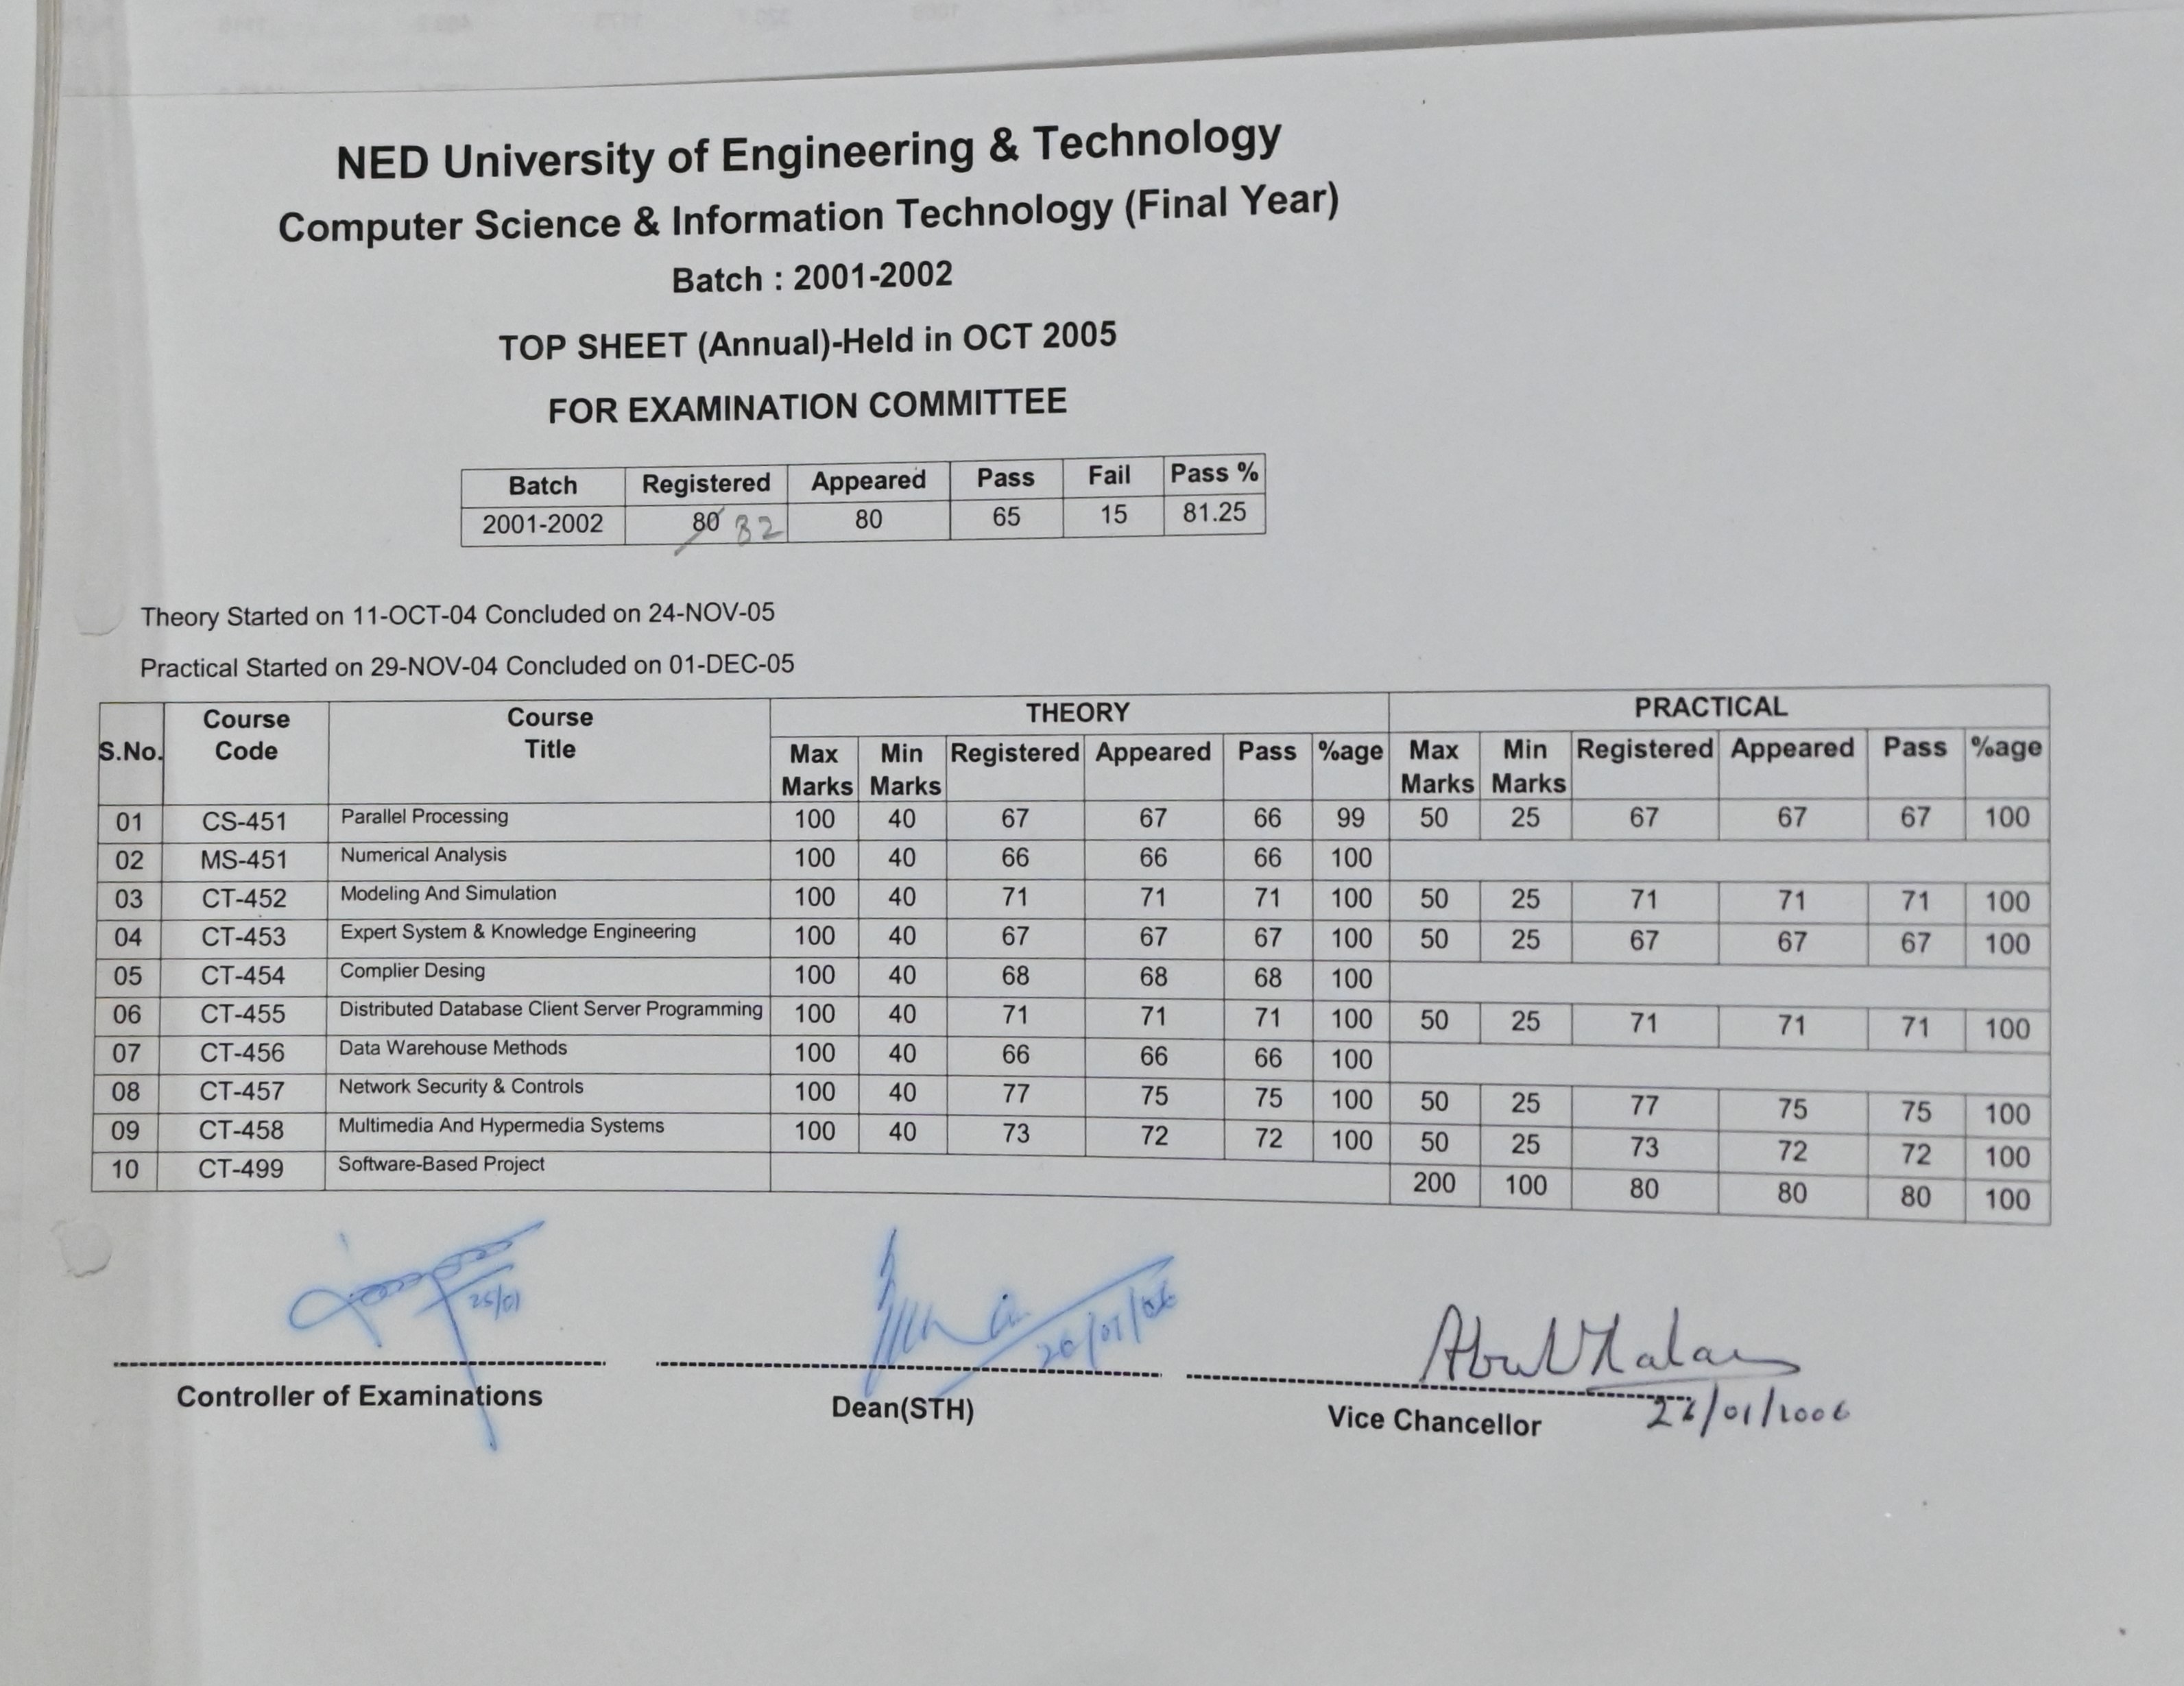 NED University of Engineering & Technology
Computer Science & Information Technology (Final Year)
Batch : 2001-2002
TOP SHEET (Annual)-Held in OCT 2005
FOR EXAMINATION COMMITTEE
Batch Registered Appeared Pass Fail Pass %
2001-2002 80 82 80 65 15 81.25
Theory Started on 11-OCT-04 Concluded on 24-NOV-05
Practical Started on 29-NOV-04 Concluded on 01-DEC-05
S.No. Course Code Course Title THEORY PRACTICAL
Max Marks Min Marks Registered Appeared Pass %age Max Marks Min Marks Registered Appeared Pass %age
01 CS-451 Parallel Processing 100 40 67 67 66 99 50 25 67 67 67 100
02 MS-451 Numerical Analysis 100 40 66 66 66 100
03 CT-452 Modeling And Simulation 100 40 71 71 71 100 50 25 71 71 71 100
04 CT-453 Expert System & Knowledge Engineering 100 40 67 67 67 100 50 25 67 67 67 100
05 CT-454 Complier Desing 100 40 68 68 68 100
06 CT-455 Distributed Database Client Server Programming 100 40 71 71 71 100 50 25 71 71 71 100
07 CT-456 Data Warehouse Methods 100 40 66 66 66 100
08 CT-457 Network Security & Controls 100 40 77 75 75 100 50 25 77 75 75 100
09 CT-458 Multimedia And Hypermedia Systems 100 40 73 72 72 100 50 25 73 72 72 100
10 CT-499 Software-Based Project 200 100 80 80 80 100
25/01
26/01/06
Controller of Examinations
Dean(STH)
Vice Chancellor